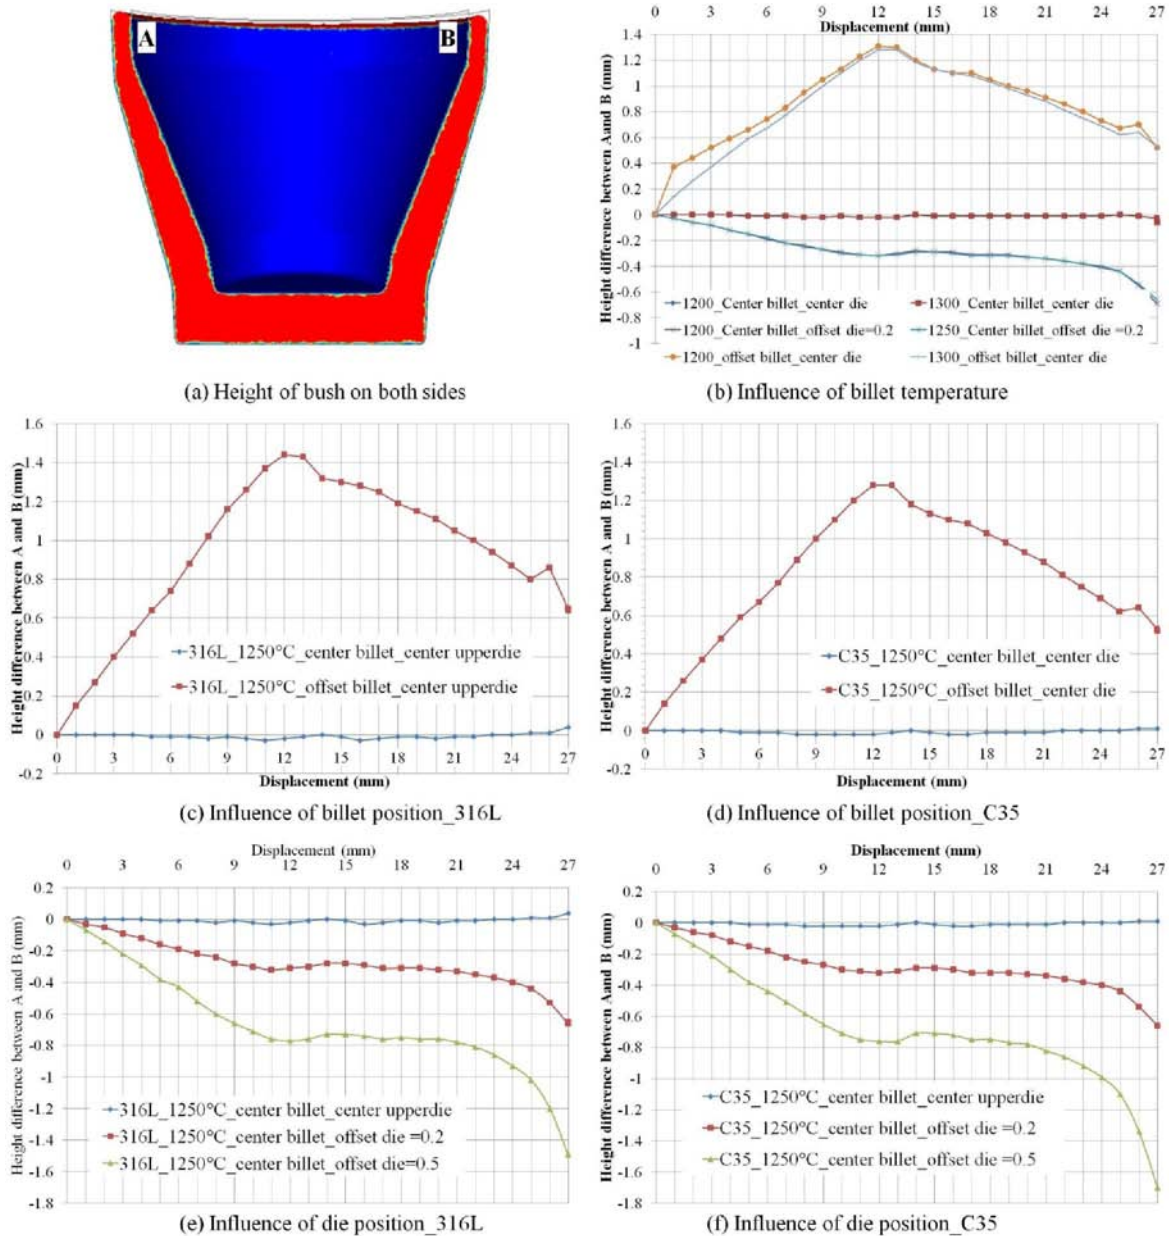 A B
(a) Height of bush on both sides
0 3 6 9 12 15 18 21 24 27
Displacement (mm)
Height difference between Aand B (mm)
1.4
1.2
1
0.8
0.6
0.4
0.2
0
-0.2
-0.4
-0.6
-0.8
-1
1200_Center billet_center die
1300_Center billet_center die
1200_Center billet_offset die=0.2
1250_Center billet_offset die =0.2
1200_offset billet_center die
1300_offset billet_center die
(b) Influence of billet temperature
Height difference between A and B (mm)
1.6
1.4
1.2
1
0.8
0.6
0.4
0.2
0
-0.2
316L_1250°C_center billet_center upperdie
316L_1250°C_offset billet_center upperdie
0 3 6 9 12 15 18 21 24 27
Displacement (mm)
(c) Influence of billet position_316L
Height difference between A and B (mm)
1.6
1.4
1.2
1
0.8
0.6
0.4
0.2
0
-0.2
C35_1250°C_center billet_center die
C35_1250°C_offset billet_center die
0 3 6 9 12 15 18 21 24 27
Displacement (mm)
(d) Influence of billet position_C35
Displacement (mm)
0 3 6 9 12 15 18 21 24 27
Height difference between A and B (mm)
0.2
0
-0.2
-0.4
-0.6
-0.8
-1
-1.2
-1.4
-1.6
-1.8
316L_1250°C_center billet_center upperdie
316L_1250°C_center billet_offset die =0.2
316L_1250°C_center billet_offset die=0.5
(e) Influence of die position_316L
Displacement (mm)
0 3 6 9 12 15 18 21 24 27
Height difference between Aand B (mm)
0.2
0
-0.2
-0.4
-0.6
-0.8
-1
-1.2
-1.4
-1.6
-1.8
C35_1250°C_center billet_center upperdie
C35_1250°C_center billet_offset die =0.2
C35_1250°C_center billet_offset die =0.5
(f) Influence of die position_C35